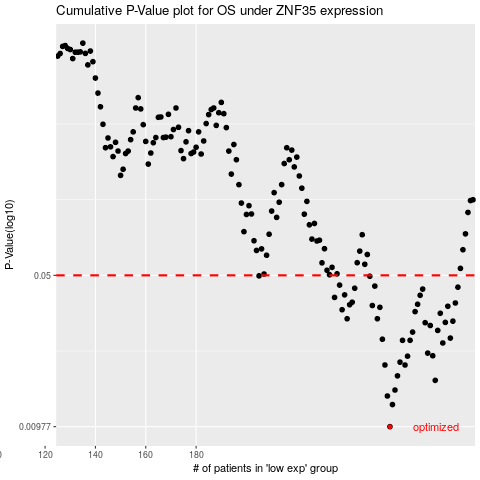 Cumulative P-Value plot for OS under ZNF35 expression
P-Value(log10)
0.05
0.00977
optimized
0 120 140 160 180
# of patients in 'low exp' group